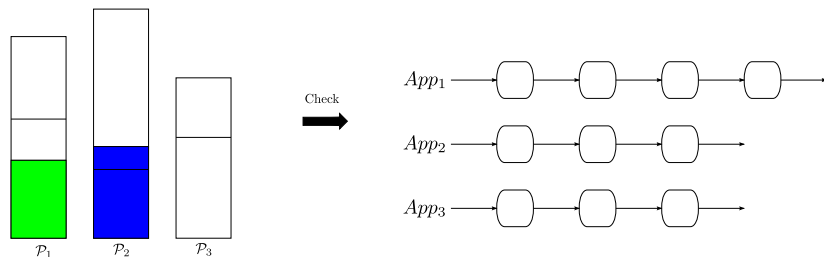 Check
App₁
App₂
App₃
𝒫₁ 𝒫₂ 𝒫₃